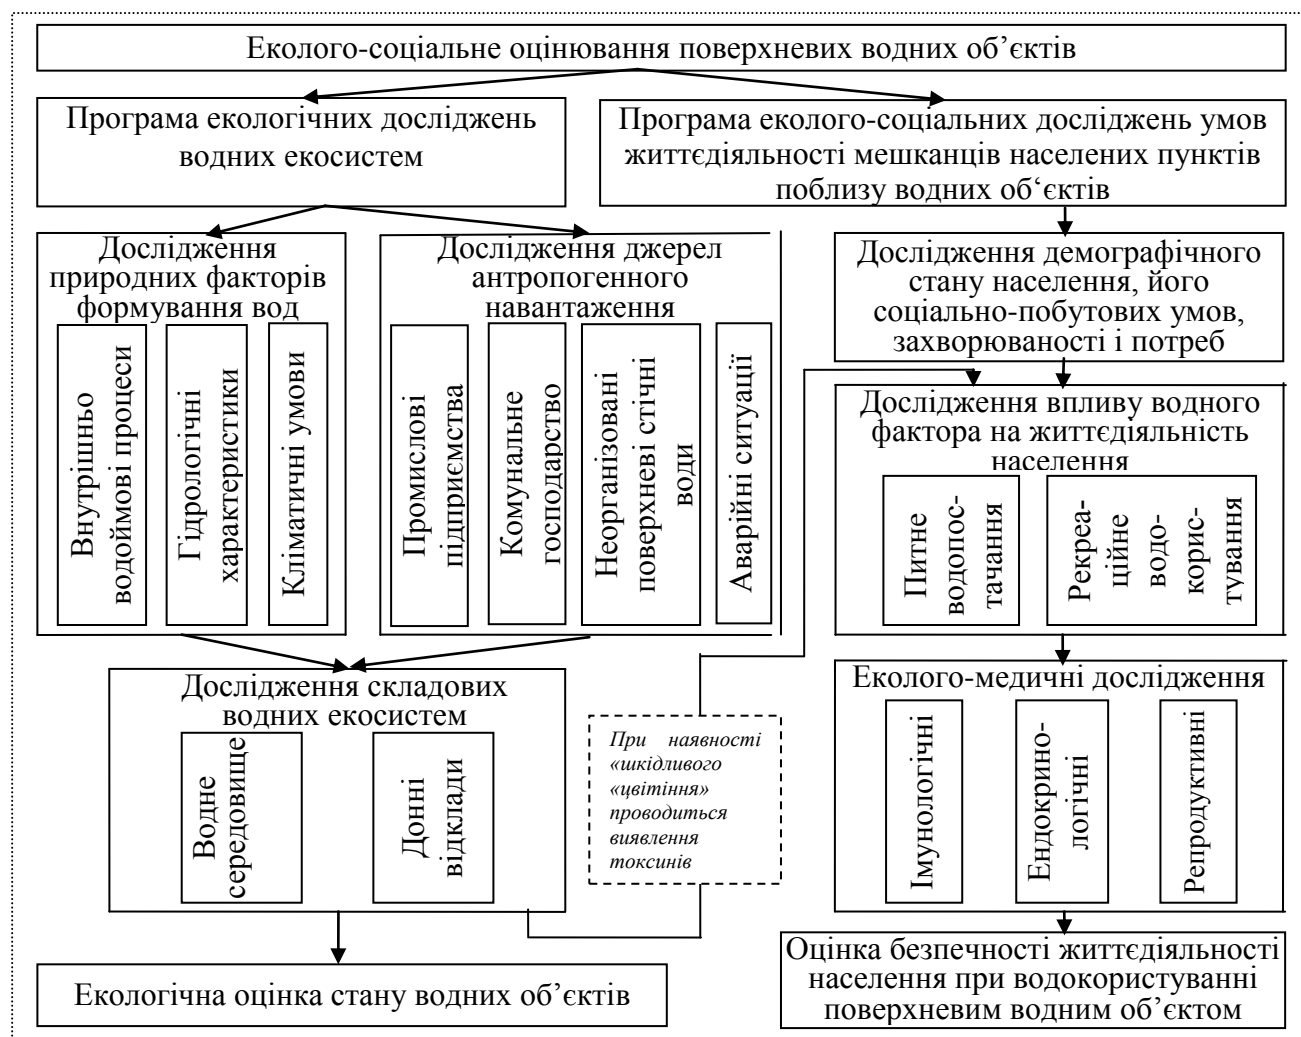 Еколого-соціальне оцінювання поверхневих водних об’єктів
Програма екологічних досліджень
водних екосистем
Програма еколого-соціальних досліджень умов
життєдіяльності мешканців населених пунктів
поблизу водних об‘єктів
Дослідження
природних факторів
формування вод
Внутрішньо
водоймові процеси
Гідрологічні
характеристики
Кліматичні умови
Дослідження джерел
антропогенного
навантаження
Промислові
підприємства
Комунальне
господарство
Неорганізовані
поверхневі стічні
води
Аварійні ситуації
Дослідження демографічного
стану населення, його
соціально-побутових умов,
захворюваності і потреб
Дослідження впливу водного
фактора на життєдіяльність
населення
Питне
водопос-
тачання
Рекреа-
ційне
водо-
корис-
тування
Дослідження складових
водних екосистем
Водне
середовище
Донні
відклади
При наявності
«шкідливого
«цвітіння»
проводиться
виявлення
токсинів
Еколого-медичні дослідження
Імунологічні
Ендокрино-
логічні
Репродуктивні
Екологічна оцінка стану водних об’єктів
Оцінка безпечності життєдіяльності
населення при водокористуванні
поверхневим водним об’єктом